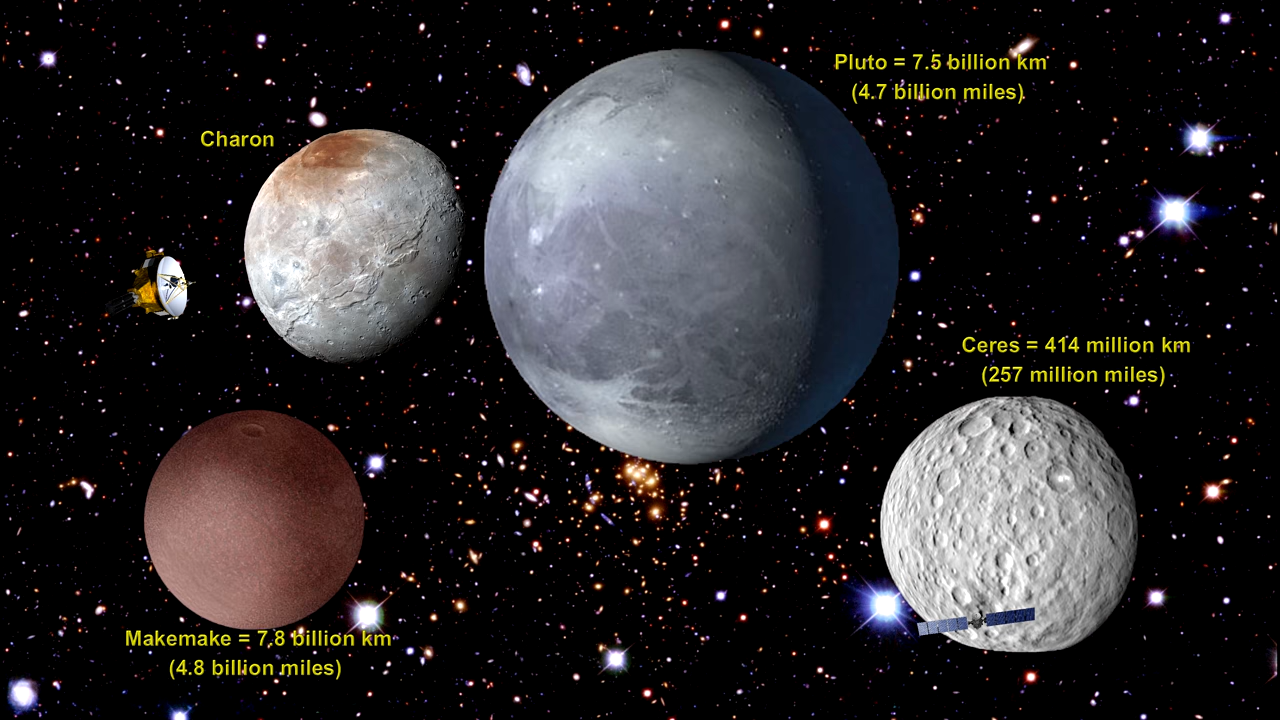 Pluto = 7.5 billion km
(4.7 billion miles)
Charon
Ceres = 414 million km
(257 million miles)
Makemake = 7.8 billion km
(4.8 billion miles)